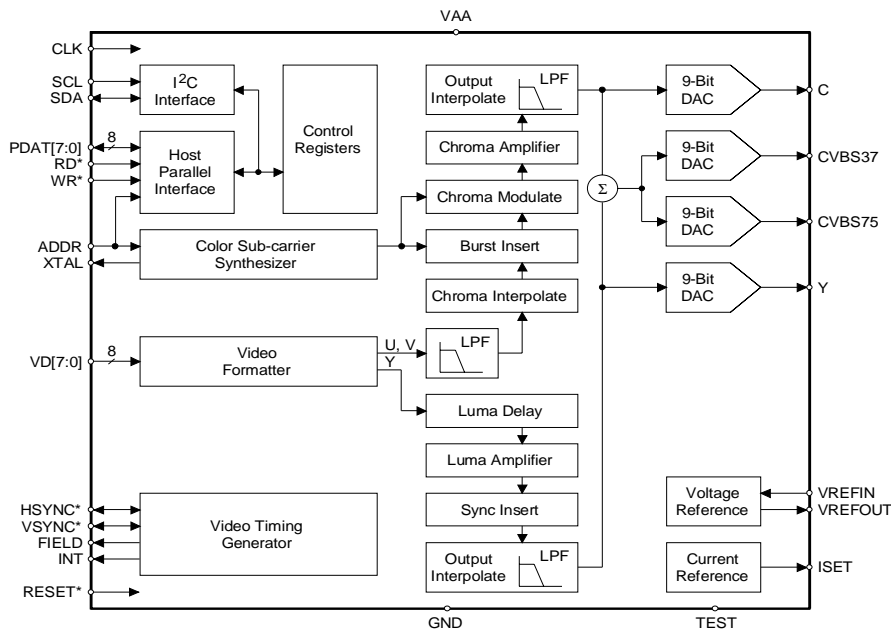 VAA
CLK
SCL
SDA
I2C
Interface
PDAT[7:0]
8
RD*
WR*
Host
Parallel
Interface
Control
Registers
ADDR
XTAL
Color Sub-carrier
Synthesizer
VD[7:0]
8
Video
Formatter
U, V
Y
HSYNC*
VSYNC*
FIELD
INT
Video Timing
Generator
RESET*
Output
Interpolate
LPF
Chroma Amplifier
Chroma Modulate
Burst Insert
Chroma Interpolate
LPF
Luma Delay
Luma Amplifier
Sync Insert
Output
Interpolate
LPF
Σ
9-Bit
DAC
C
9-Bit
DAC
CVBS37
9-Bit
DAC
CVBS75
9-Bit
DAC
Y
Voltage
Reference
VREFIN
VREFOUT
Current
Reference
ISET
GND
TEST